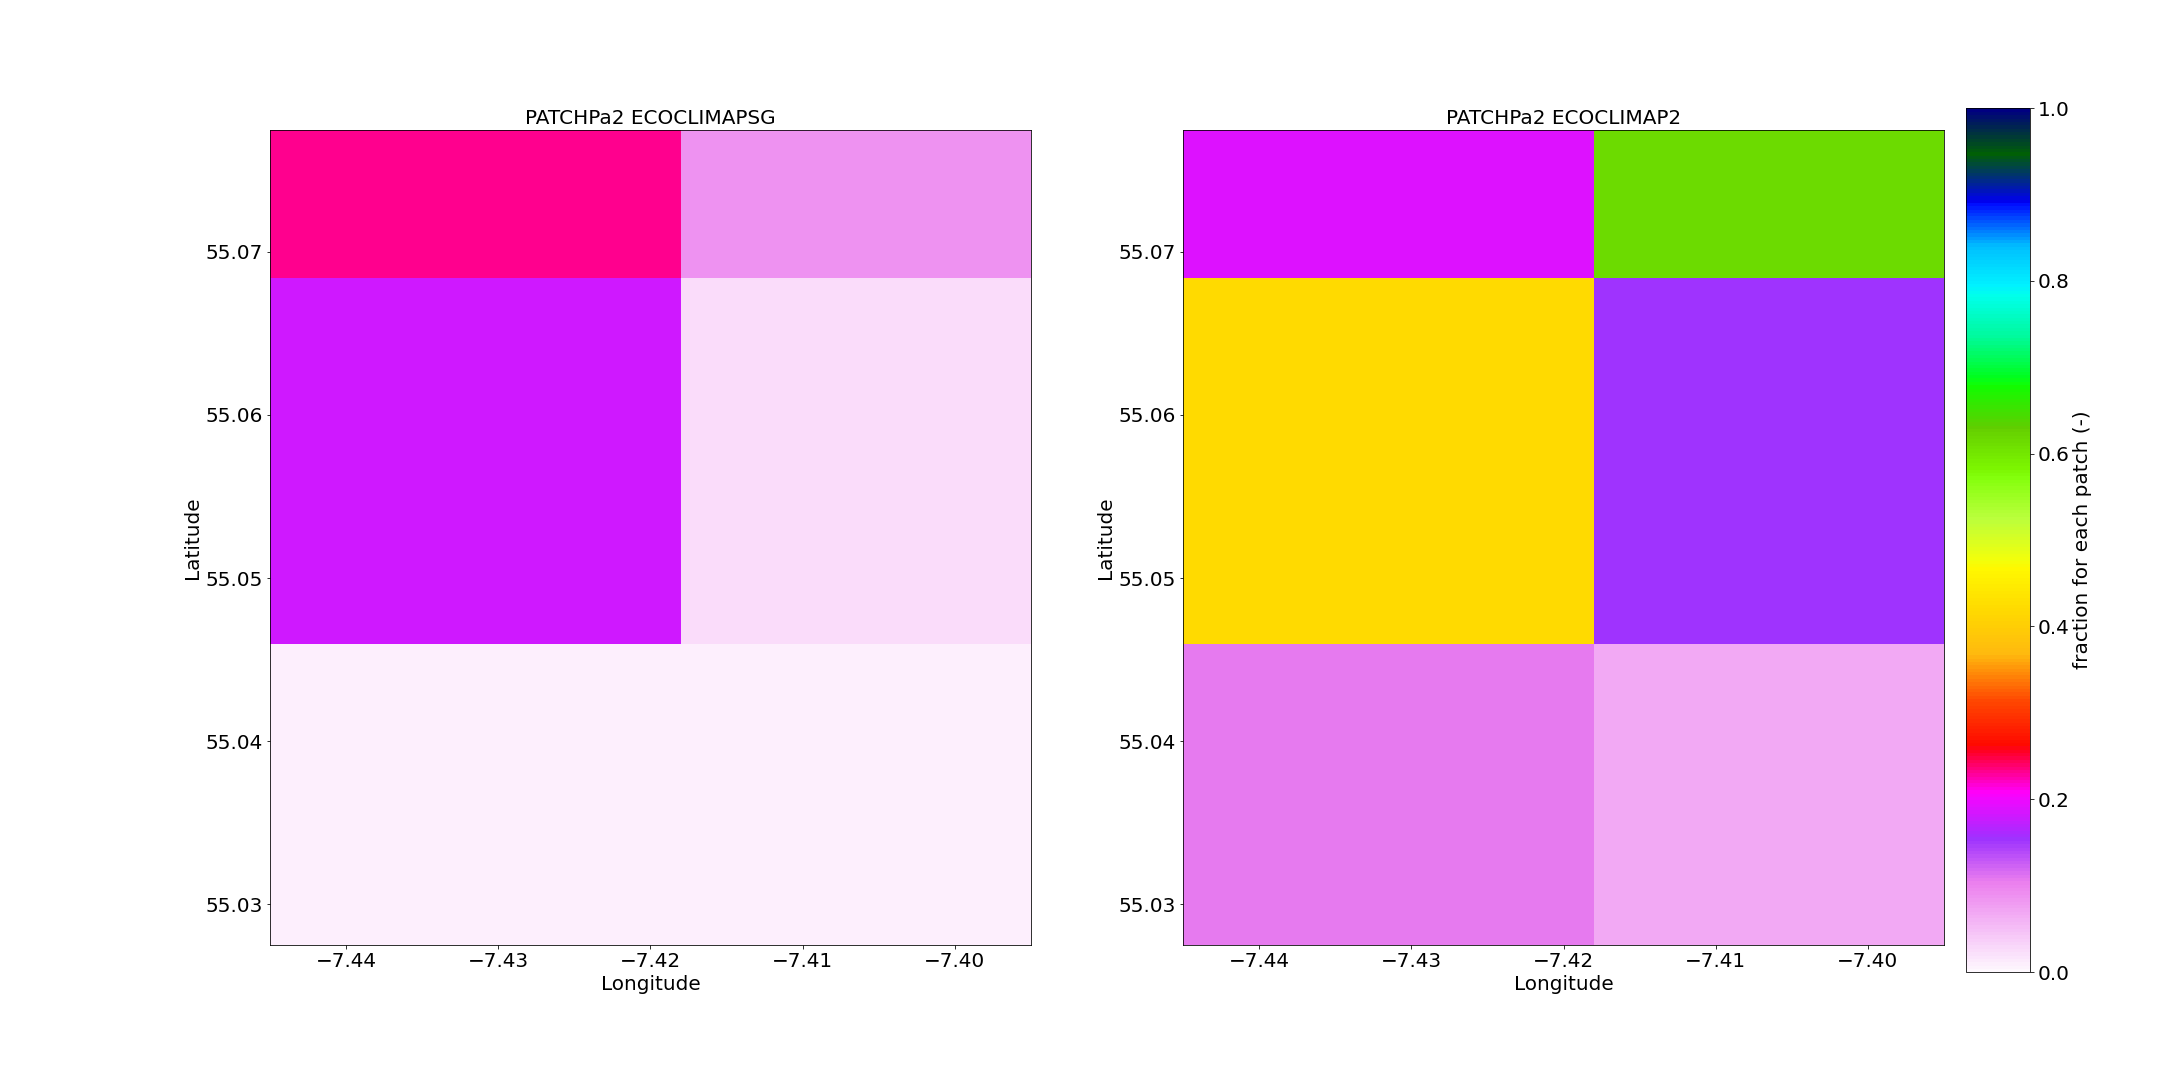 PATCHPa2 ECOCLIMAPSG
55.07
55.06
55.05
55.04
55.03
Latitude
−7.44 −7.43 −7.42 −7.41 −7.40
Longitude
PATCHPa2 ECOCLIMAP2
55.07
55.06
55.05
55.04
55.03
Latitude
−7.44 −7.43 −7.42 −7.41 −7.40
Longitude
1.0
0.8
0.6
0.4
0.2
0.0
fraction for each patch (-)